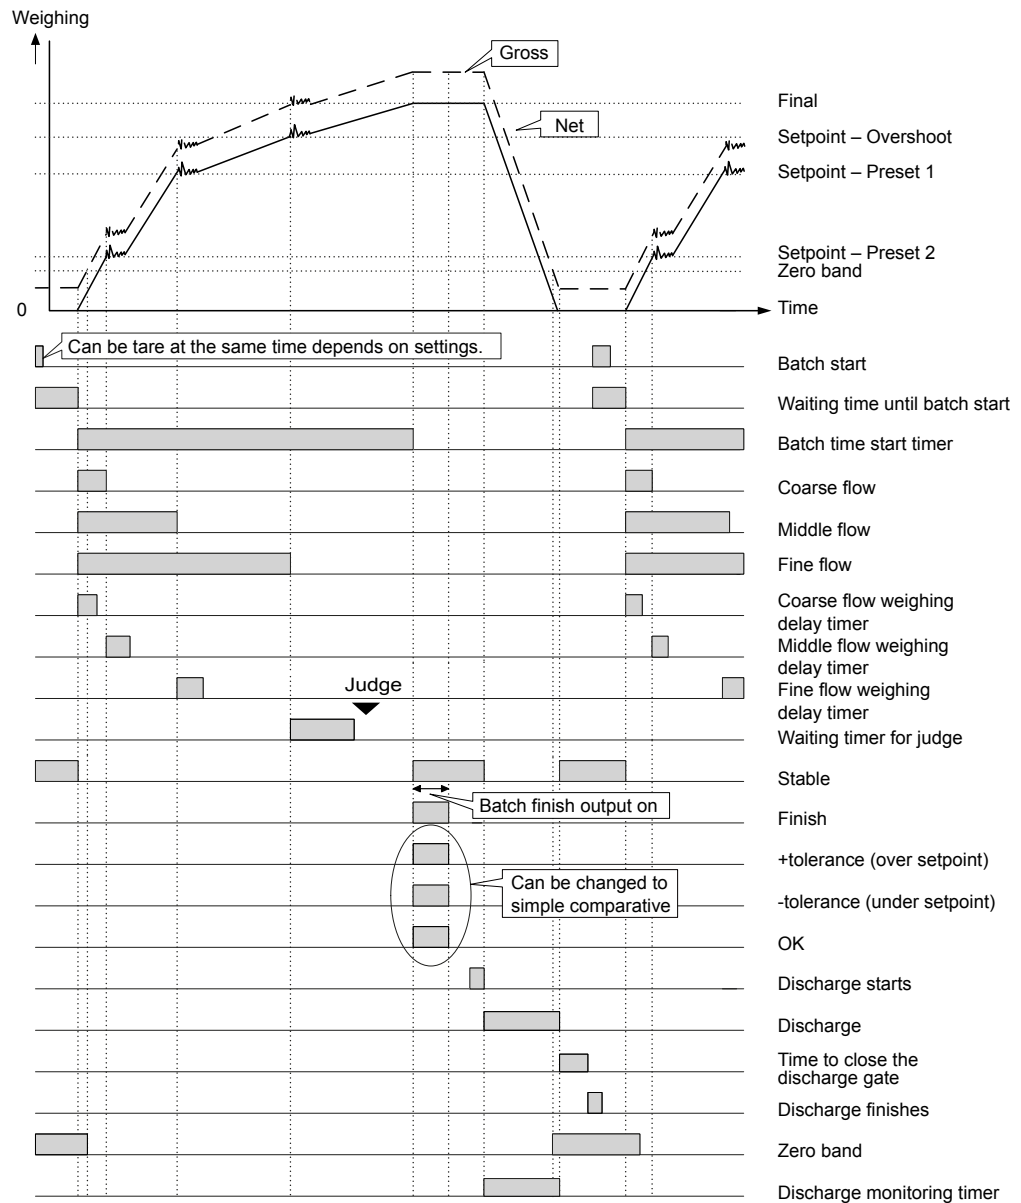 Weighing
Gross
Final
Net
Setpoint – Overshoot
Setpoint – Preset 1
Setpoint – Preset 2
Zero band
0
Time
Can be tare at the same time depends on settings.
Batch start
Waiting time until batch start
Batch time start timer
Coarse flow
Middle flow
Fine flow
Coarse flow weighing
delay timer
Middle flow weighing
delay timer
Judge
Fine flow weighing
delay timer
Waiting timer for judge
Stable
Batch finish output on
Finish
+tolerance (over setpoint)
Can be changed to
simple comparative
-tolerance (under setpoint)
OK
Discharge starts
Discharge
Time to close the
discharge gate
Discharge finishes
Zero band
Discharge monitoring timer